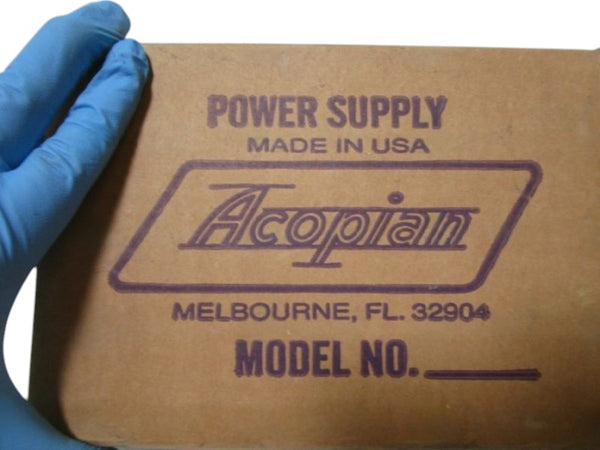 POWER SUPPLY
MADE IN USA
Acopian
MELBOURNE, FL. 32904
MODEL NO.